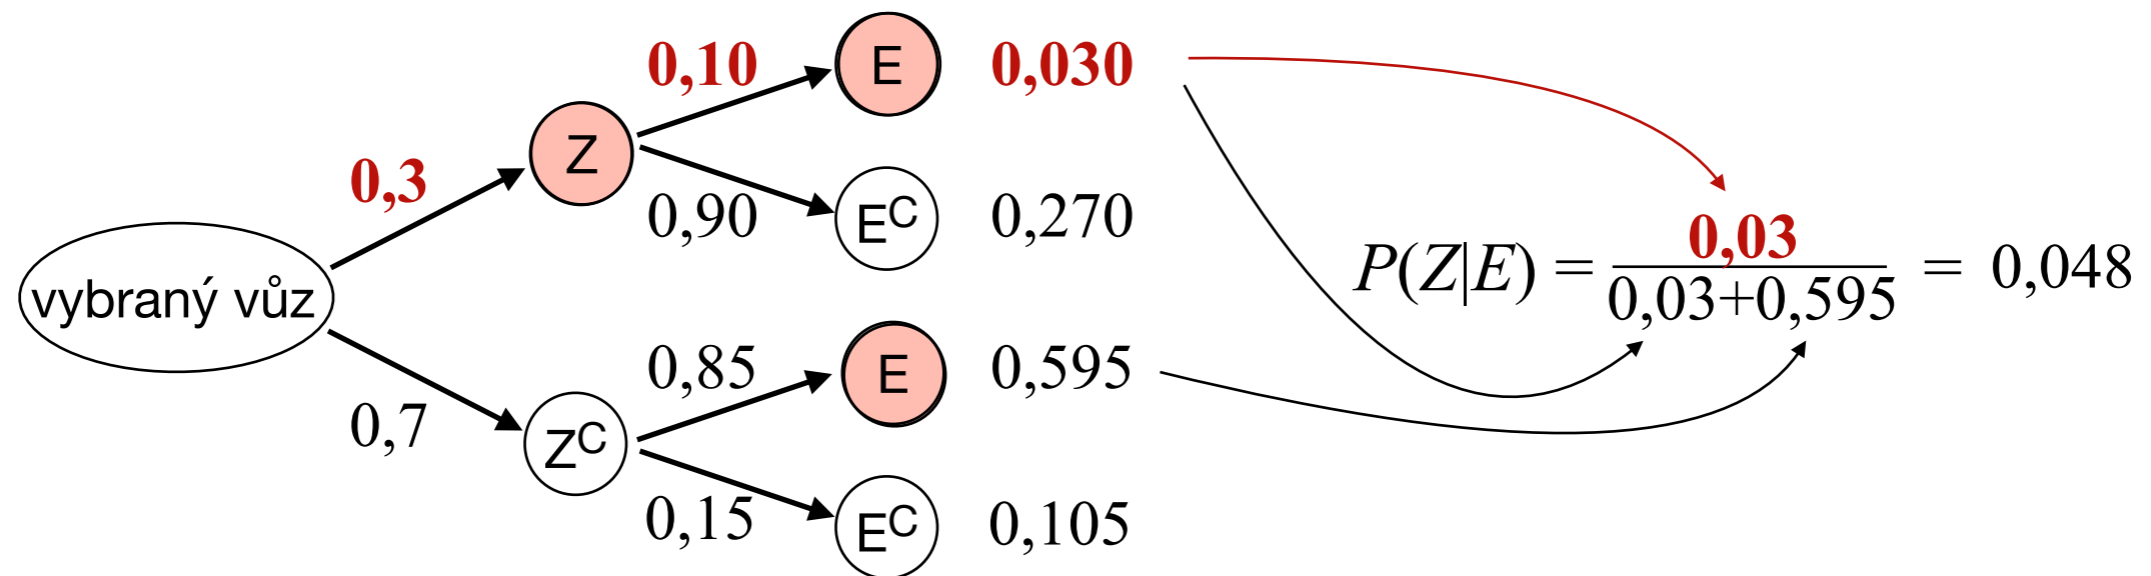 0,10 E 0,030
Z
0,3
0,90 Eᶜ 0,270
vybraný vůz
P(Z|E) = 0,03 / 0,03+0,595 = 0,048
0,85 E 0,595
0,7
Zᶜ
0,15 Eᶜ 0,105